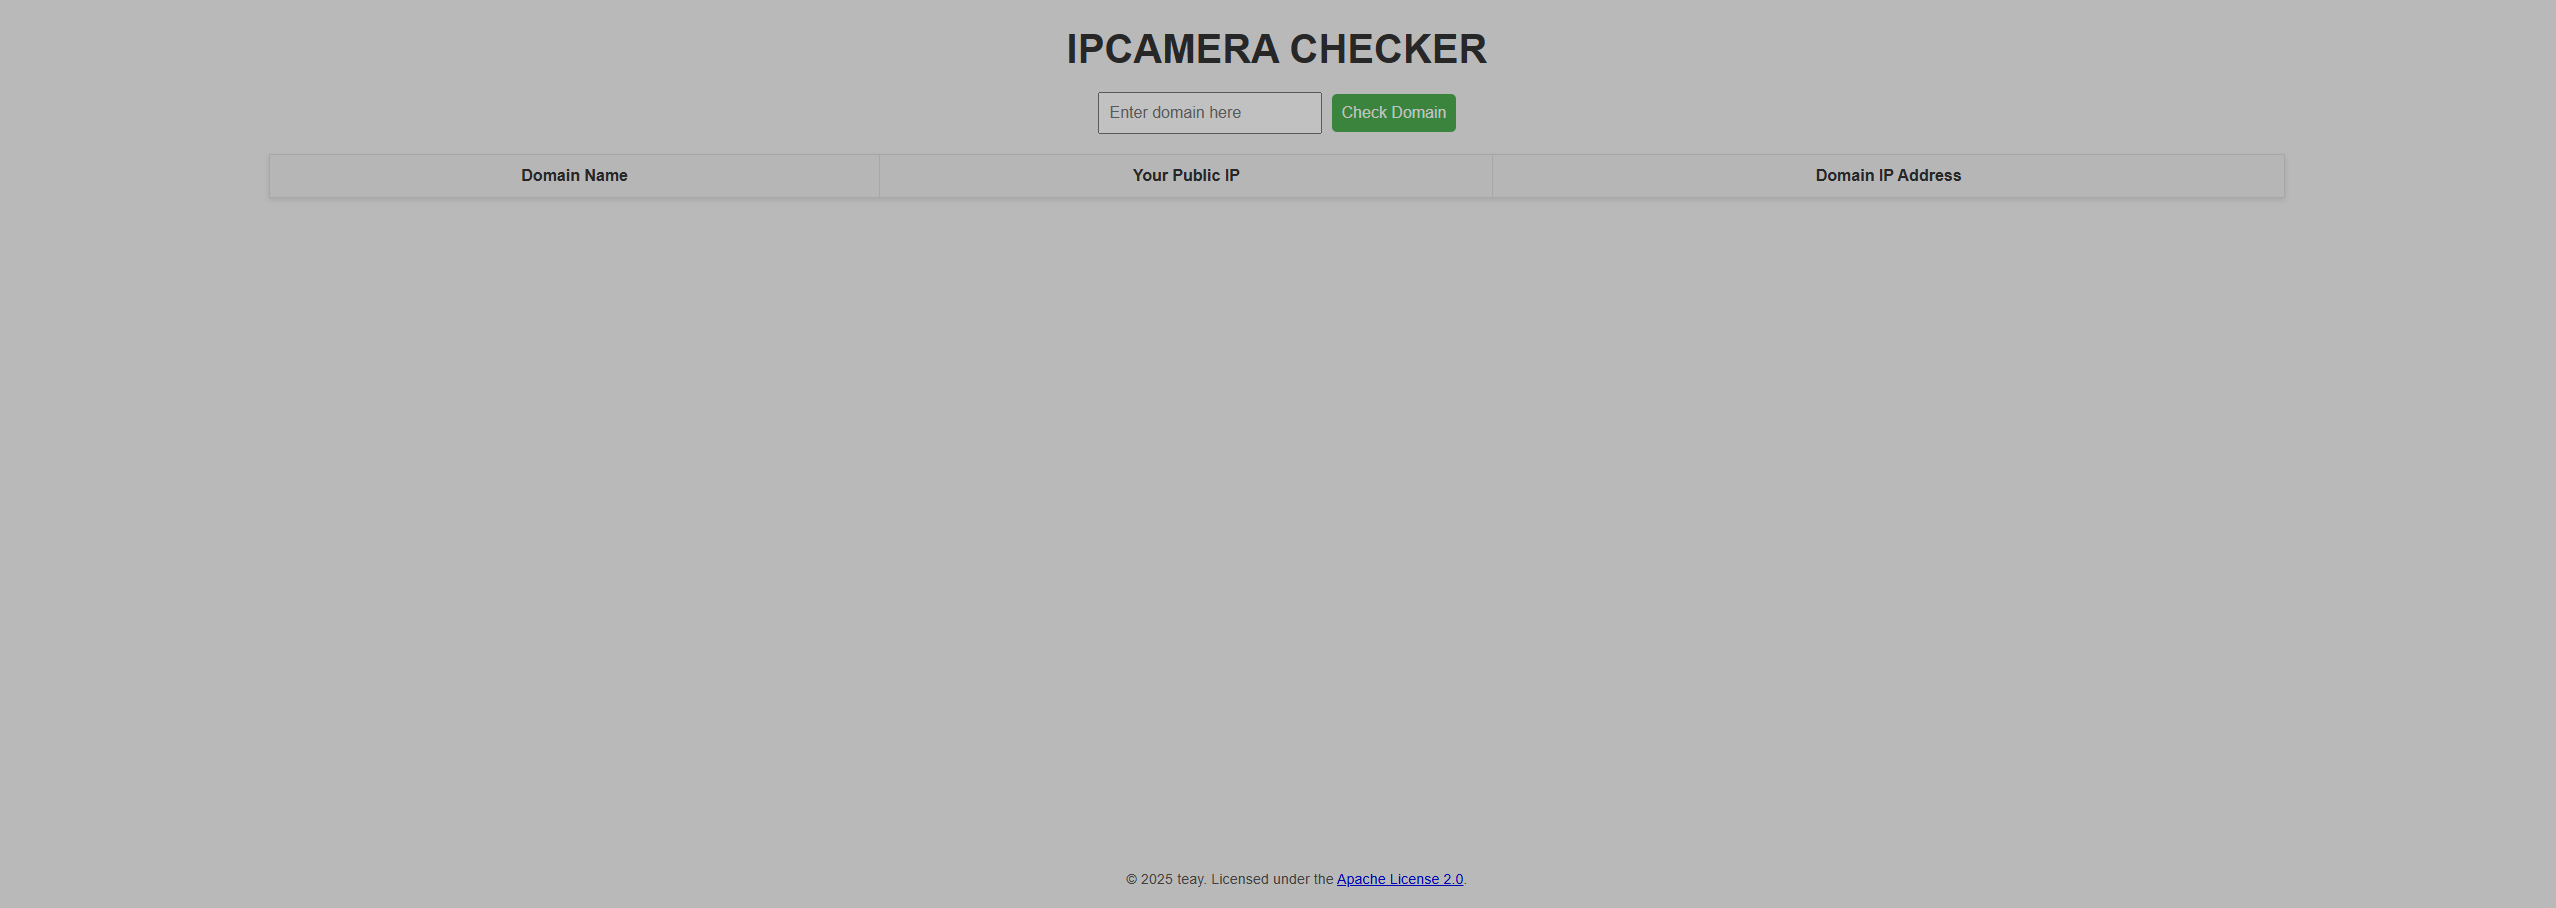 IPCAMERA CHECKER
Enter domain here Check Domain
Domain Name Your Public IP Domain IP Address
© 2025 teay. Licensed under the Apache License 2.0.